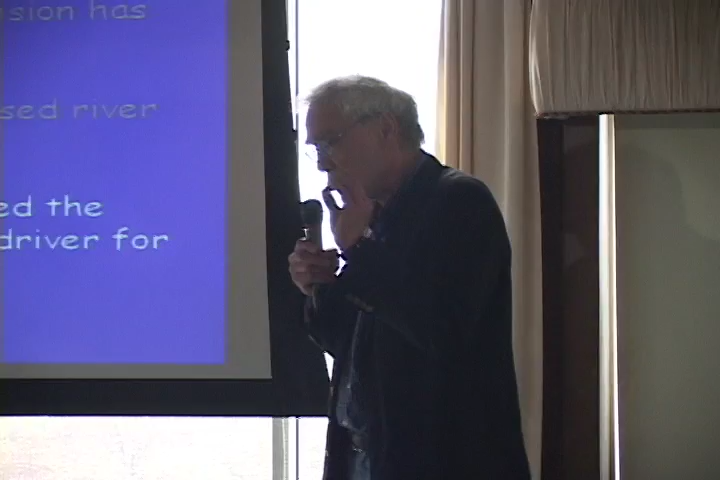 sion has
sed river
ed the
driver for